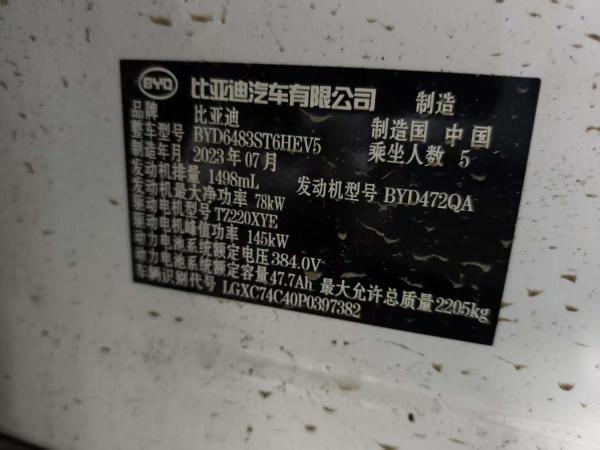 BYD 比亚迪汽车有限公司 制造
品牌 比亚迪 制造国 中国
整车型号 BYD6483ST6HEV5 乘坐人数 5
制造年月 2023年07月
发动机排量 1498mL 发动机型号 BYD472QA
发动机最大净功率 78kW
驱动电机型号 TZ220XYE
驱动电机峰值功率 145kW
动力电池系统额定电压 384.0V
动力电池系统额定容量 47.7Ah 最大允许总质量 2205kg
车辆识别代号 LGXC74C40P0397382